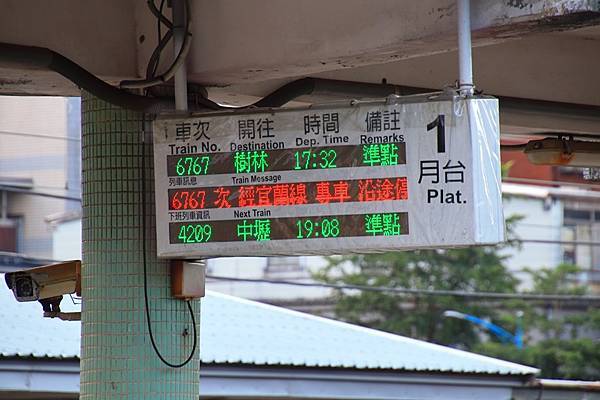 車次 開往 時間 備註
Train No. Destination Dep. Time Remarks
6767 樹林 17:32 準點
列車訊息 Train Message
6767 次 經宜蘭線 專車 沿途停
下班列車資訊 Next Train
4209 中壢 19:08 準點
1
月台
Plat.